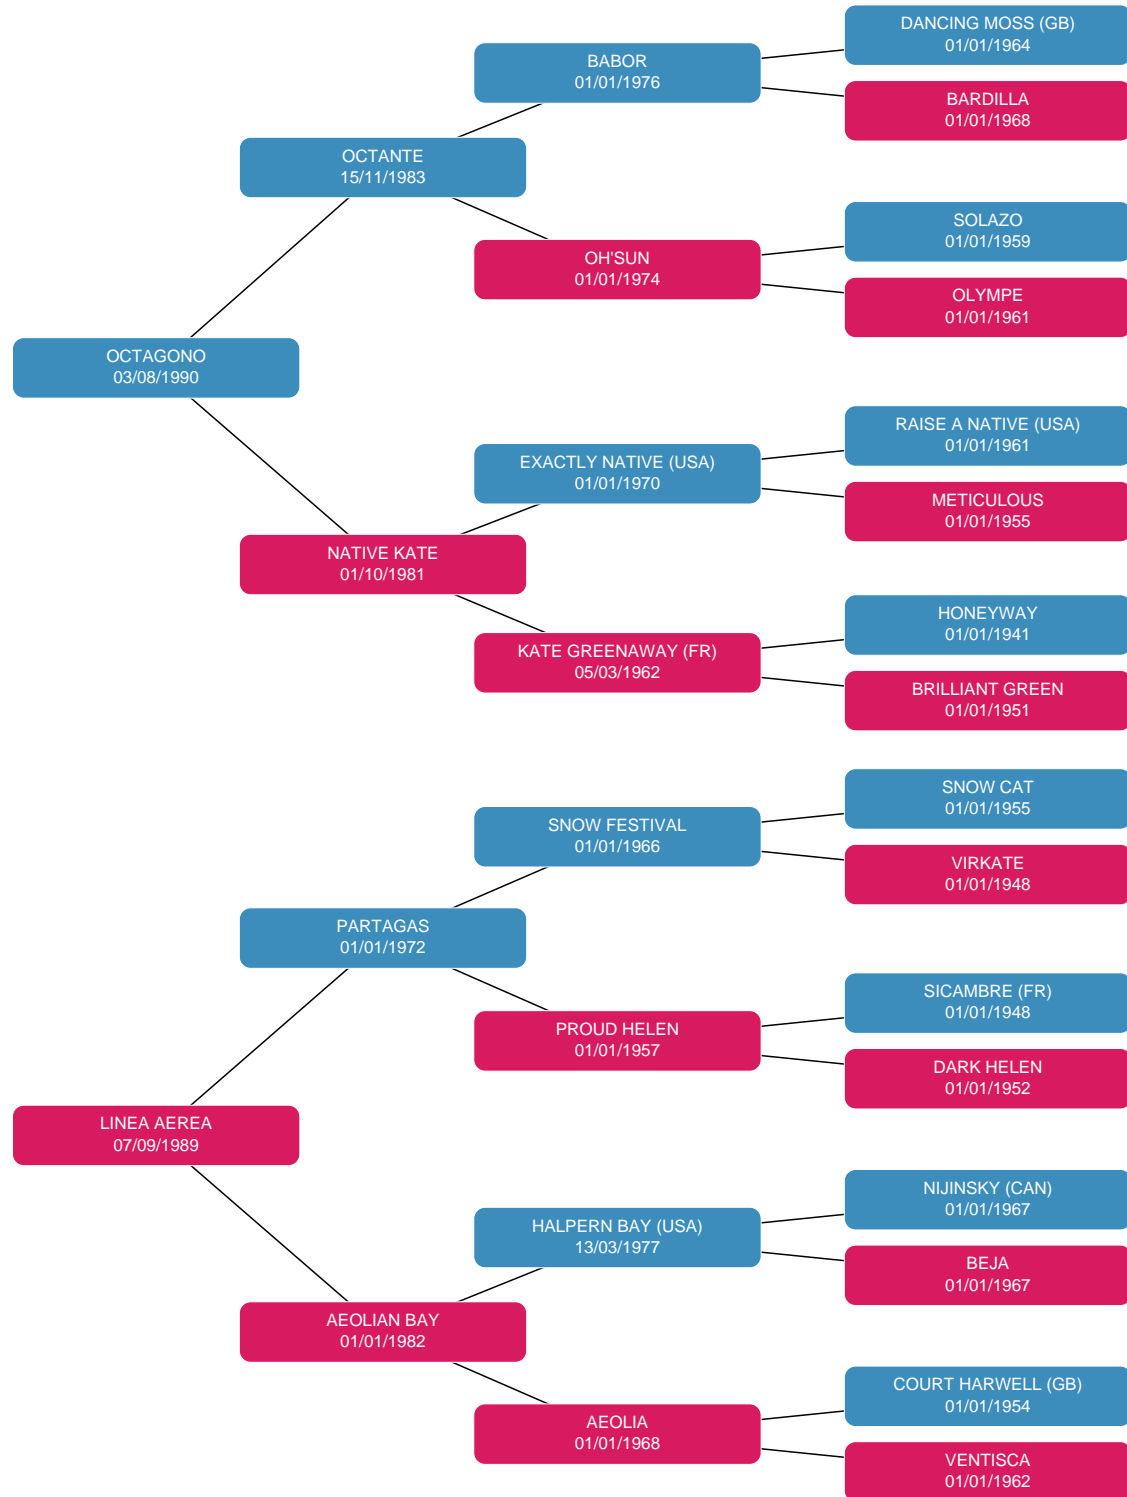 DANCING MOSS (GB)
01/01/1964
BABOR
01/01/1976
BARDILLA
01/01/1968
OCTANTE
15/11/1983
SOLAZO
01/01/1959
OH'SUN
01/01/1974
OLYMPE
01/01/1961
OCTAGONO
03/08/1990
RAISE A NATIVE (USA)
01/01/1961
EXACTLY NATIVE (USA)
01/01/1970
METICULOUS
01/01/1955
NATIVE KATE
01/10/1981
HONEYWAY
01/01/1941
KATE GREENAWAY (FR)
05/03/1962
BRILLIANT GREEN
01/01/1951
SNOW CAT
01/01/1955
SNOW FESTIVAL
01/01/1966
VIRKATE
01/01/1948
PARTAGAS
01/01/1972
SICAMBRE (FR)
01/01/1948
PROUD HELEN
01/01/1957
DARK HELEN
01/01/1952
LINEA AEREA
07/09/1989
NIJINSKY (CAN)
01/01/1967
HALPERN BAY (USA)
13/03/1977
BEJA
01/01/1967
AEOLIAN BAY
01/01/1982
COURT HARWELL (GB)
01/01/1954
AEOLIA
01/01/1968
VENTISCA
01/01/1962